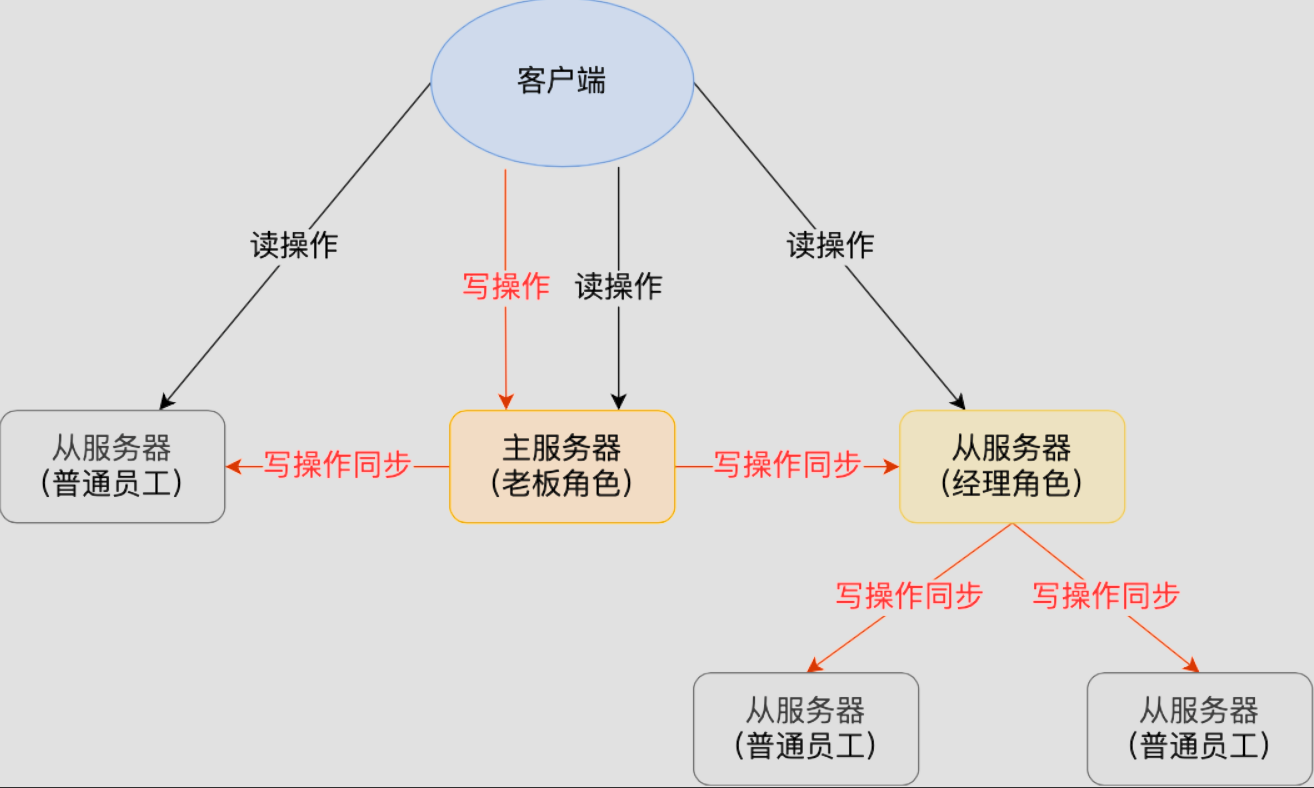 客户端
读操作
读操作
写操作
读操作
从服务器
(普通员工)
写操作同步
主服务器
(老板角色)
写操作同步
从服务器
(经理角色)
写操作同步
写操作同步
从服务器
(普通员工)
从服务器
(普通员工)